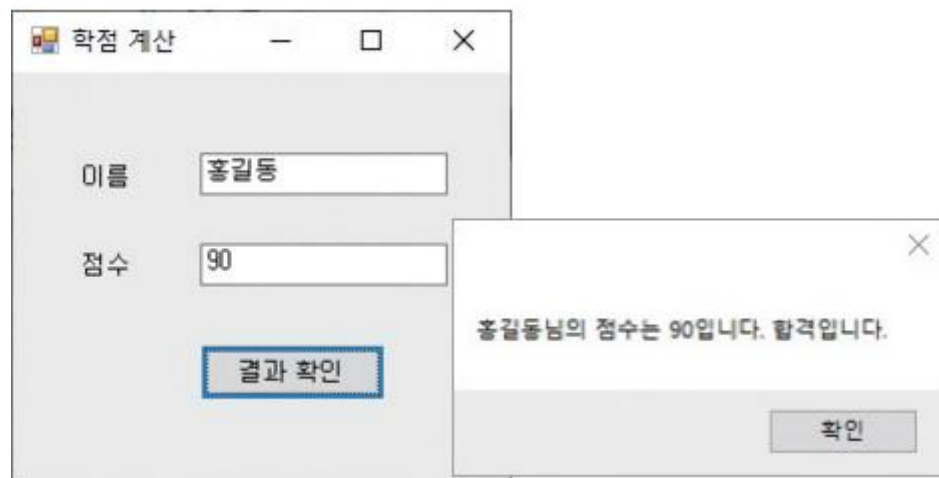 학점 계산
이름 홍길동
점수 90
결과 확인
홍길동님의 점수는 90입니다. 합격입니다.
확인